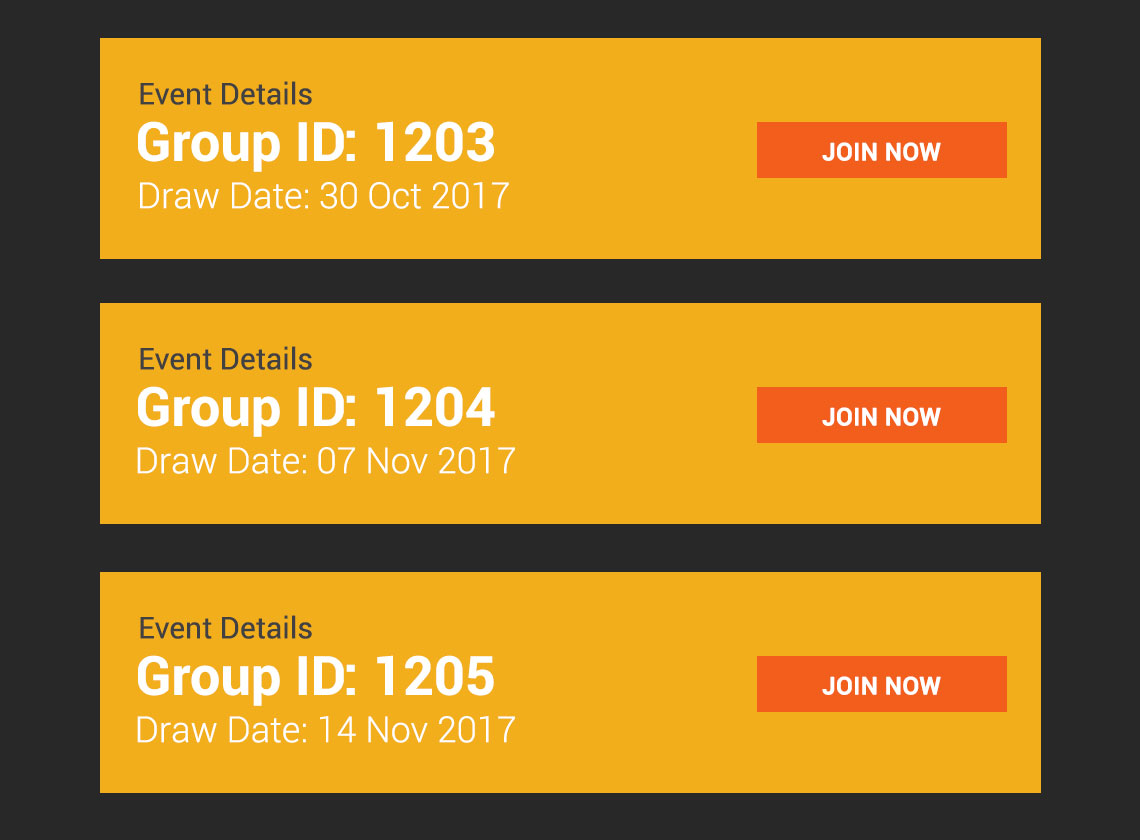 Event Details
Group ID: 1203
Draw Date: 30 Oct 2017
JOIN NOW
Event Details
Group ID: 1204
Draw Date: 07 Nov 2017
JOIN NOW
Event Details
Group ID: 1205
Draw Date: 14 Nov 2017
JOIN NOW